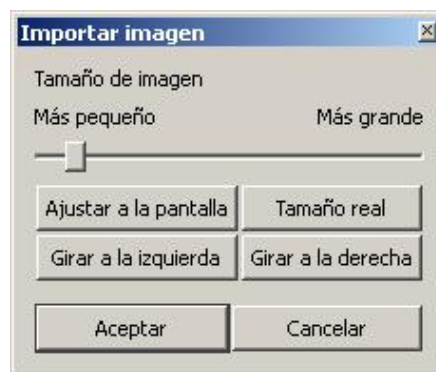 Importar imagen
Tamaño de imagen
Más pequeño Más grande
Ajustar a la pantalla Tamaño real
Girar a la izquierda Girar a la derecha
Aceptar Cancelar